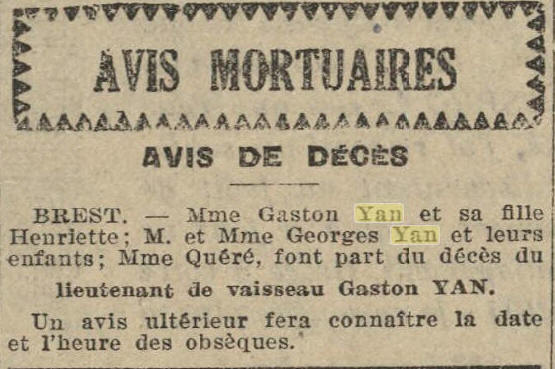 AVIS MORTUAIRES
AVIS DE DÉCÈS
BREST. — Mme Gaston Yan et sa fille
Henriette; M. et Mme Georges Yan et leurs
enfants; Mme Quéré, font part du décès du
lieutenant de vaisseau Gaston YAN.
Un avis ultérieur fera connaître la date
et l'heure des obsèques.